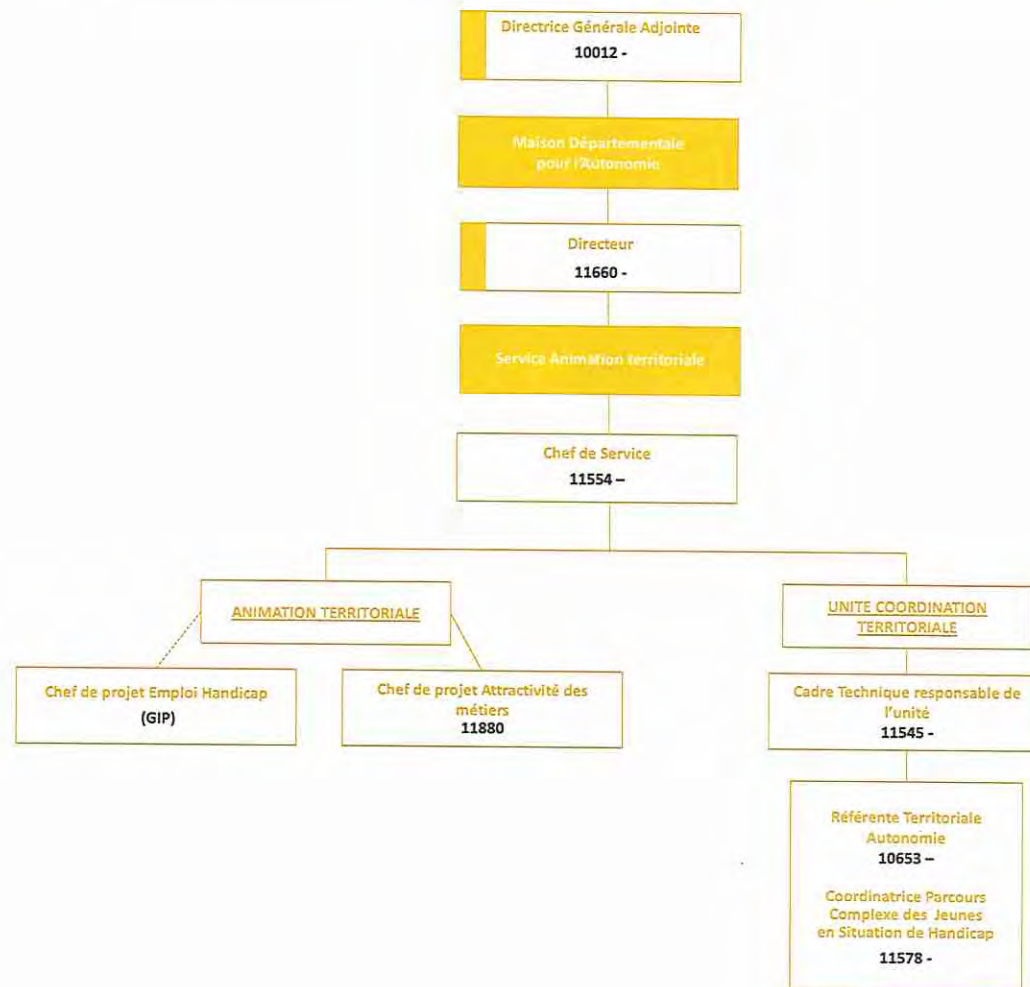 Directrice Générale Adjointe
10012 -
Maison Départementale
pour l'Autonomie
Directeur
11660 -
Service Animation territoriale
Chef de Service
11554 –
ANIMATION TERRITORIALE
UNITE COORDINATION
TERRITORIALE
Chef de projet Emploi Handicap
(GIP)
Chef de projet Attractivité des
métiers
11880
Cadre Technique responsable de
l'unité
11545 -
Référente Territoriale
Autonomie
10653 –
Coordinatrice Parcours
Complexe des Jeunes
en Situation de Handicap
11578 -